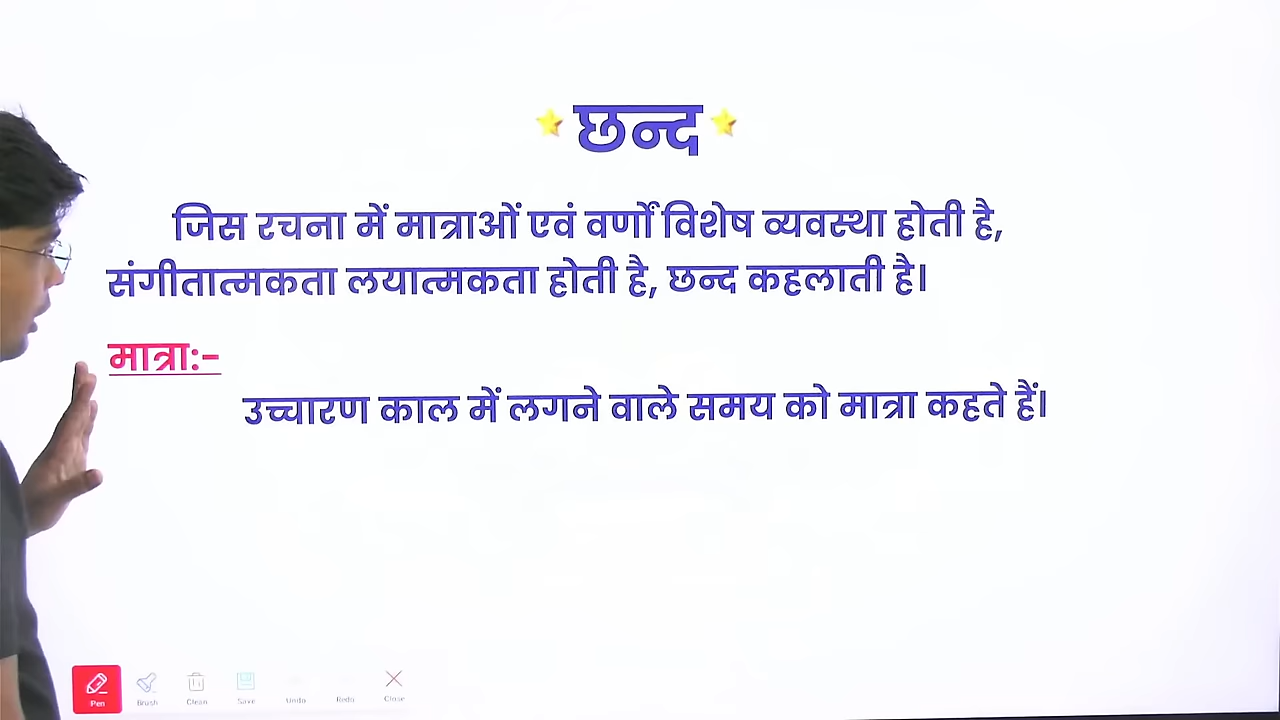 छन्द
जिस रचना में मात्राओं एवं वर्णों विशेष व्यवस्था होती है,
संगीतात्मकता लयात्मकता होती है, छन्द कहलाती है।
मात्राः-
उच्चारण काल में लगने वाले समय को मात्रा कहते हैं।
Pen Brush Clean Save Undo Redo Close